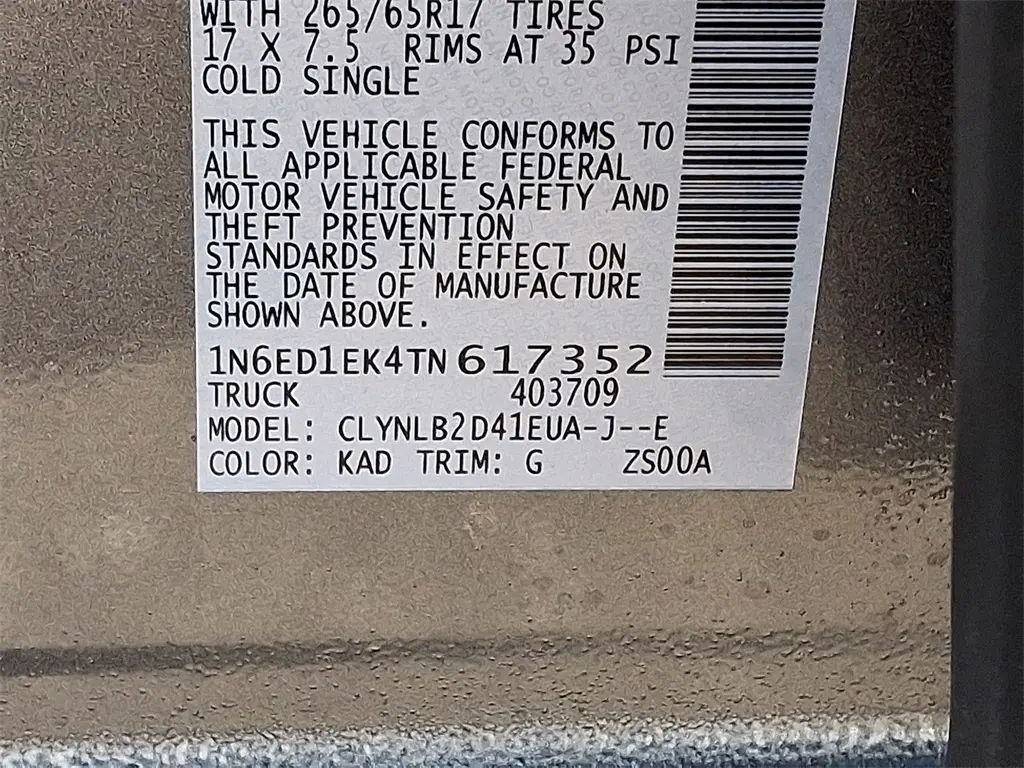 WITH 265/65R17 TIRES
17 X 7.5 RIMS AT 35 PSI
COLD SINGLE
THIS VEHICLE CONFORMS TO
ALL APPLICABLE FEDERAL
MOTOR VEHICLE SAFETY AND
THEFT PREVENTION
STANDARDS IN EFFECT ON
THE DATE OF MANUFACTURE
SHOWN ABOVE.
1N6ED1EK4TN617352
TRUCK 403709
MODEL: CLYNLB2D41EUA-J--E
COLOR: KAD TRIM: G ZS00A